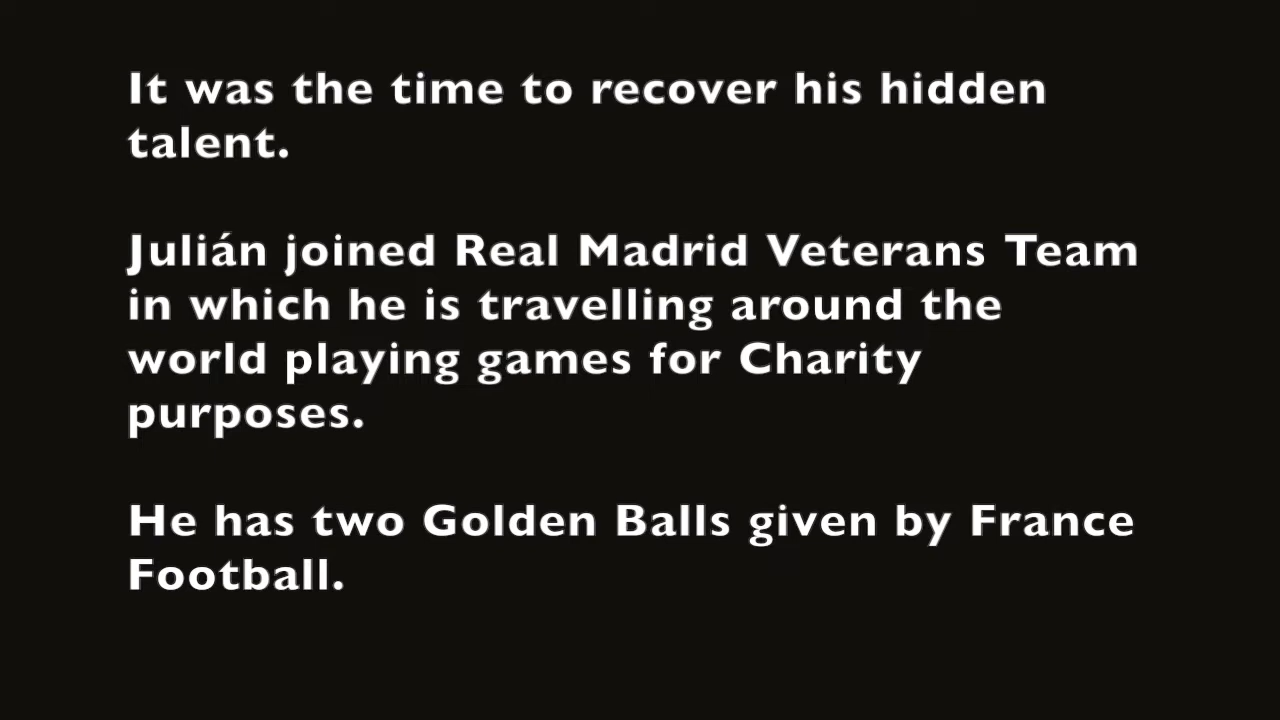 It was the time to recover his hidden
talent.
Julián joined Real Madrid Veterans Team
in which he is travelling around the
world playing games for Charity
purposes.
He has two Golden Balls given by France
Football.